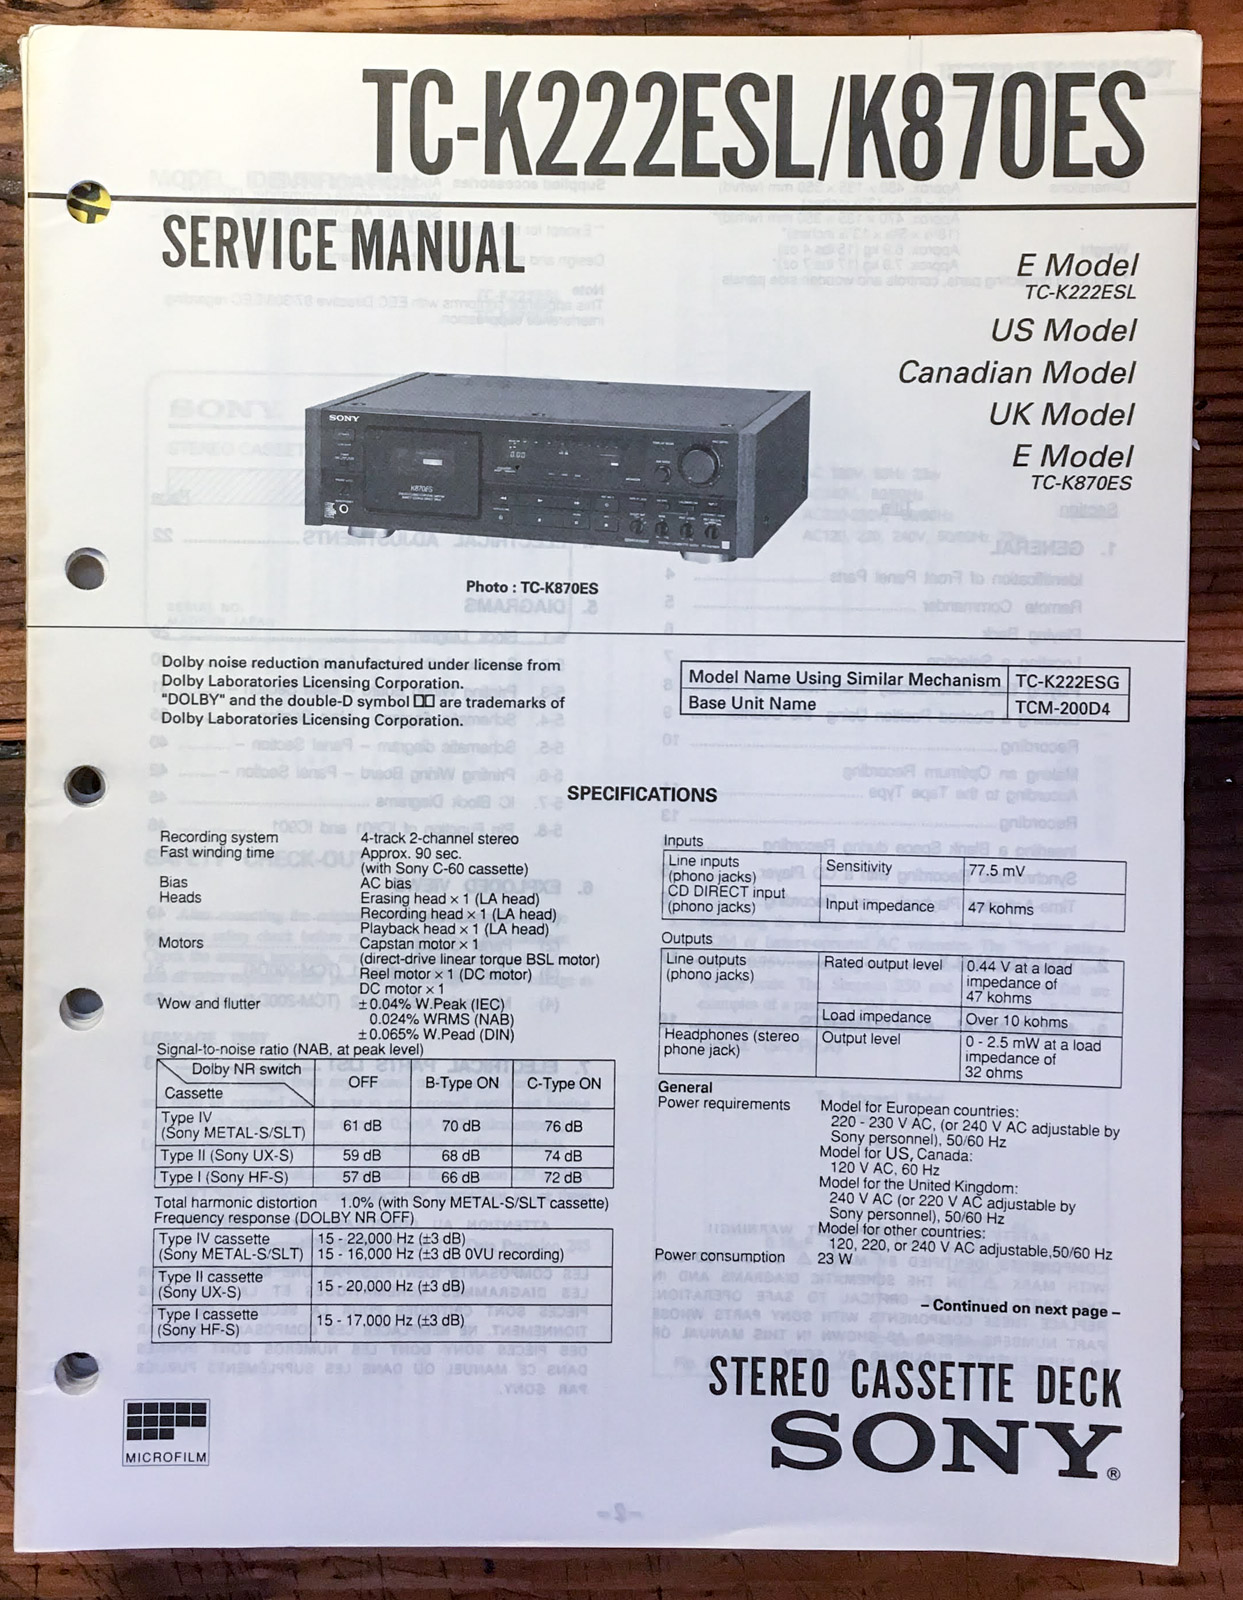 TC-K222ESL/K870ES
SERVICE MANUAL
E Model
TC-K222ESL
US Model
Canadian Model
UK Model
E Model
TC-K870ES
SONY
K870ES
Photo : TC-K870ES
Dolby noise reduction manufactured under license from
Dolby Laboratories Licensing Corporation.
"DOLBY" and the double-D symbol are trademarks of
Dolby Laboratories Licensing Corporation.
Model Name Using Similar Mechanism TC-K222ESG
Base Unit Name TCM-200D4
SPECIFICATIONS
Recording system 4-track 2-channel stereo
Fast winding time Approx. 90 sec.
(with Sony C-60 cassette)
Bias AC bias
Heads Erasing head × 1 (LA head)
Recording head × 1 (LA head)
Playback head × 1 (LA head)
Motors Capstan motor × 1
(direct-drive linear torque BSL motor)
Reel motor × 1 (DC motor)
DC motor × 1
Wow and flutter ±0.04% W.Peak (IEC)
0.024% WRMS (NAB)
±0.065% W.Pead (DIN)
Signal-to-noise ratio (NAB, at peak level)
Dolby NR switch OFF B-Type ON C-Type ON
Cassette
Type IV
(Sony METAL-S/SLT) 61 dB 70 dB 76 dB
Type II (Sony UX-S) 59 dB 68 dB 74 dB
Type I (Sony HF-S) 57 dB 66 dB 72 dB
Total harmonic distortion 1.0% (with Sony METAL-S/SLT cassette)
Frequency response (DOLBY NR OFF)
Type IV cassette 15 - 22,000 Hz (±3 dB)
(Sony METAL-S/SLT) 15 - 16,000 Hz (±3 dB 0VU recording)
Type II cassette
(Sony UX-S) 15 - 20,000 Hz (±3 dB)
Type I cassette
(Sony HF-S) 15 - 17,000 Hz (±3 dB)
Inputs
Line inputs Sensitivity 77.5 mV
(phono jacks)
CD DIRECT input
(phono jacks) Input impedance 47 kohms
Outputs
Line outputs Rated output level 0.44 V at a load
(phono jacks) impedance of
47 kohms
Load impedance Over 10 kohms
Headphones (stereo Output level 0 - 2.5 mW at a load
phone jack) impedance of
32 ohms
General
Power requirements Model for European countries:
220 - 230 V AC, (or 240 V AC adjustable by
Sony personnel), 50/60 Hz
Model for US, Canada:
120 V AC, 60 Hz
Model for the United Kingdom:
240 V AC (or 220 V AC adjustable by
Sony personnel), 50/60 Hz
Model for other countries:
120, 220, or 240 V AC adjustable,50/60 Hz
Power consumption 23 W
– Continued on next page –
STEREO CASSETTE DECK
SONY®
MICROFILM